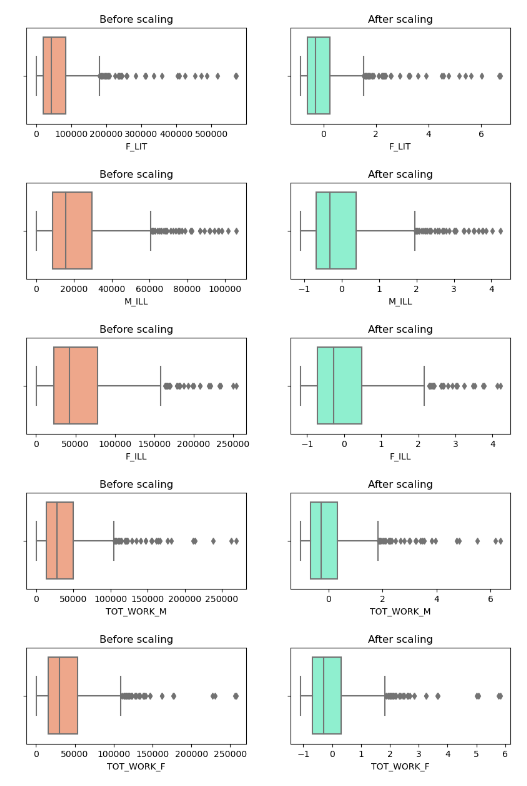 Before scaling
After scaling
0 100000 200000 300000 400000 500000
0 2 4 6
F_LIT
F_LIT
Before scaling
After scaling
0 20000 40000 60000 80000 100000
−1 0 1 2 3 4
M_ILL
M_ILL
Before scaling
After scaling
0 50000 100000 150000 200000 250000
−1 0 1 2 3 4
F_ILL
F_ILL
Before scaling
After scaling
0 50000 100000 150000 200000 250000
0 2 4 6
TOT_WORK_M
TOT_WORK_M
Before scaling
After scaling
0 50000 100000 150000 200000 250000
−1 0 1 2 3 4 5 6
TOT_WORK_F
TOT_WORK_F